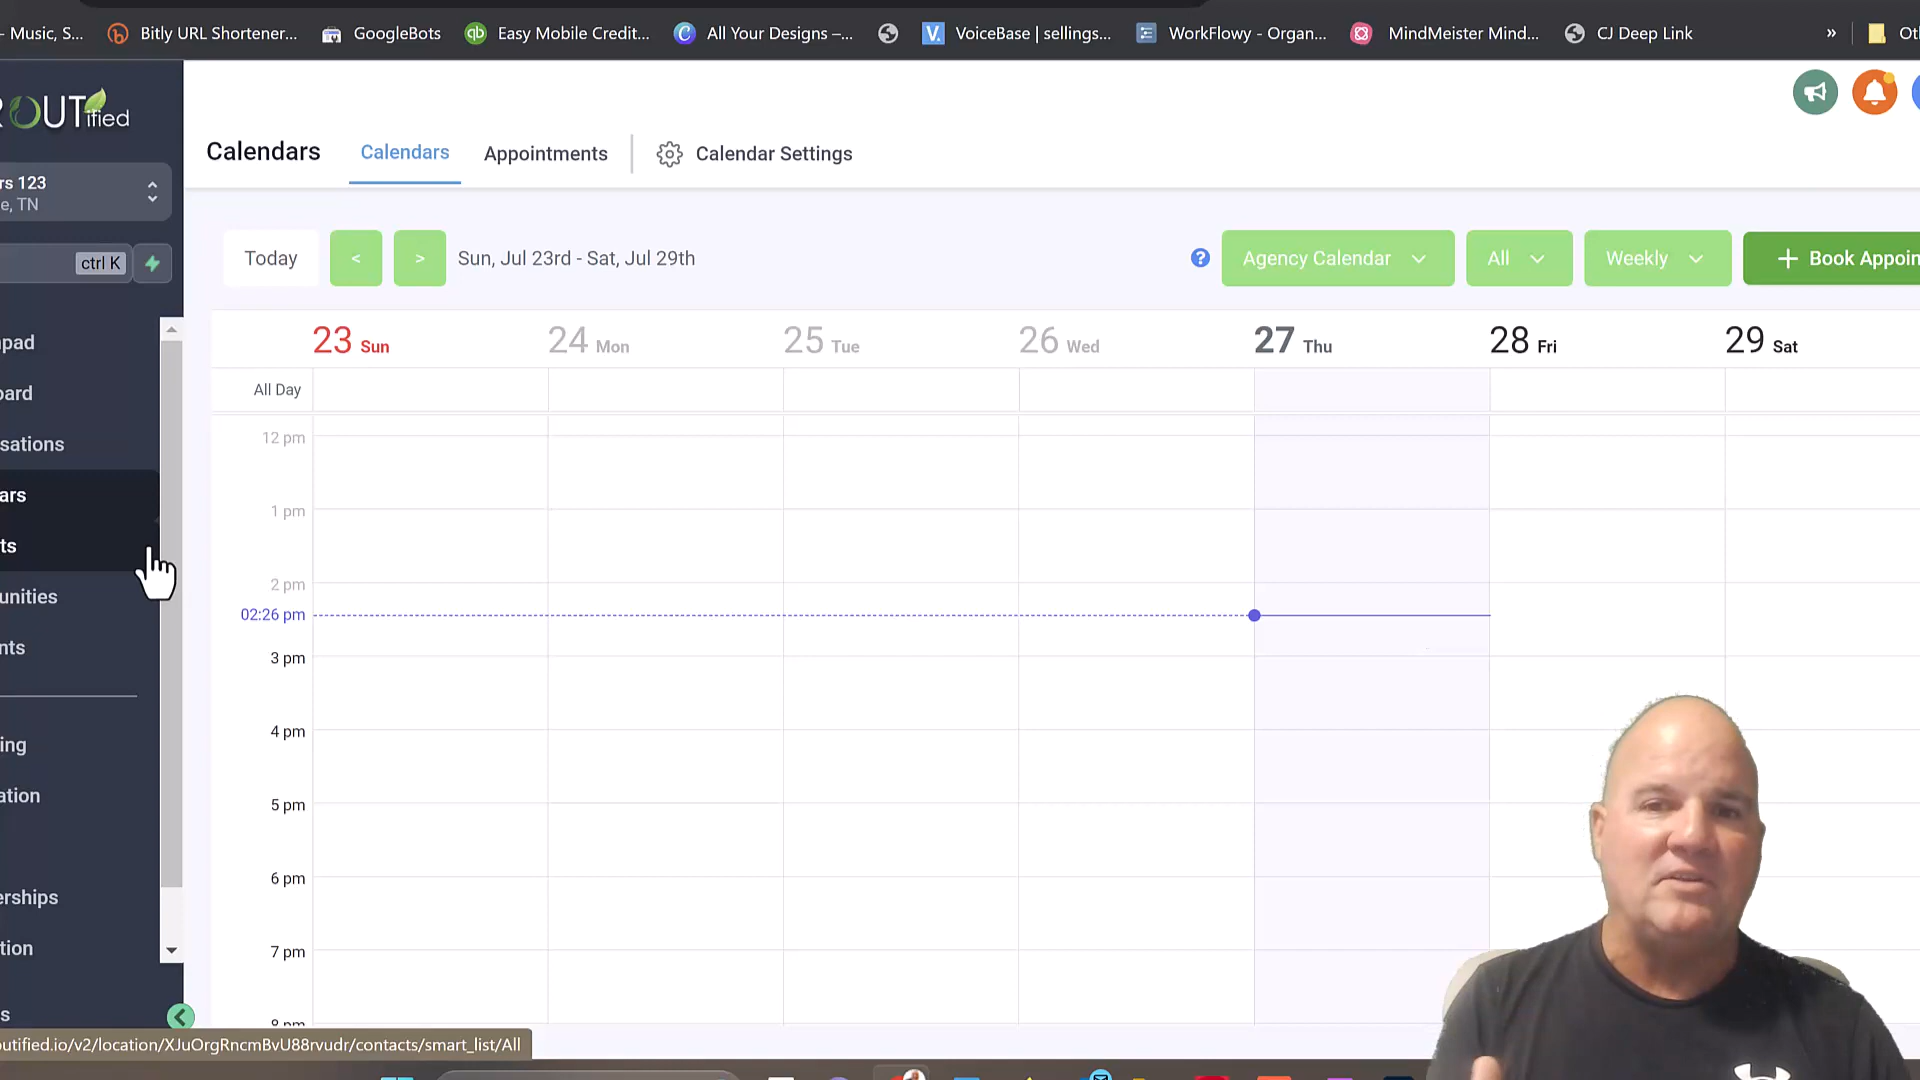 - Music, S...
Bitly URL Shortener...
GoogleBots
Easy Mobile Credit...
All Your Designs –...
VoiceBase | sellings...
WorkFlowy - Organ...
MindMeister Mind...
CJ Deep Link
»
Ot
ROUTified
rs 123
e, TN
ctrl K
pad
oard
sations
ars
ts
unities
nts
ing
ation
erships
tion
s
Calendars
Calendars
Appointments
Calendar Settings
Today
<
>
Sun, Jul 23rd - Sat, Jul 29th
?
Agency Calendar
All
Weekly
+ Book Appoin
23 Sun
24 Mon
25 Tue
26 Wed
27 Thu
28 Fri
29 Sat
All Day
12 pm
1 pm
2 pm
02:26 pm
3 pm
4 pm
5 pm
6 pm
7 pm
8 pm
outified.io/v2/location/XJuOrgRncmBvU88rvudr/contacts/smart_list/All